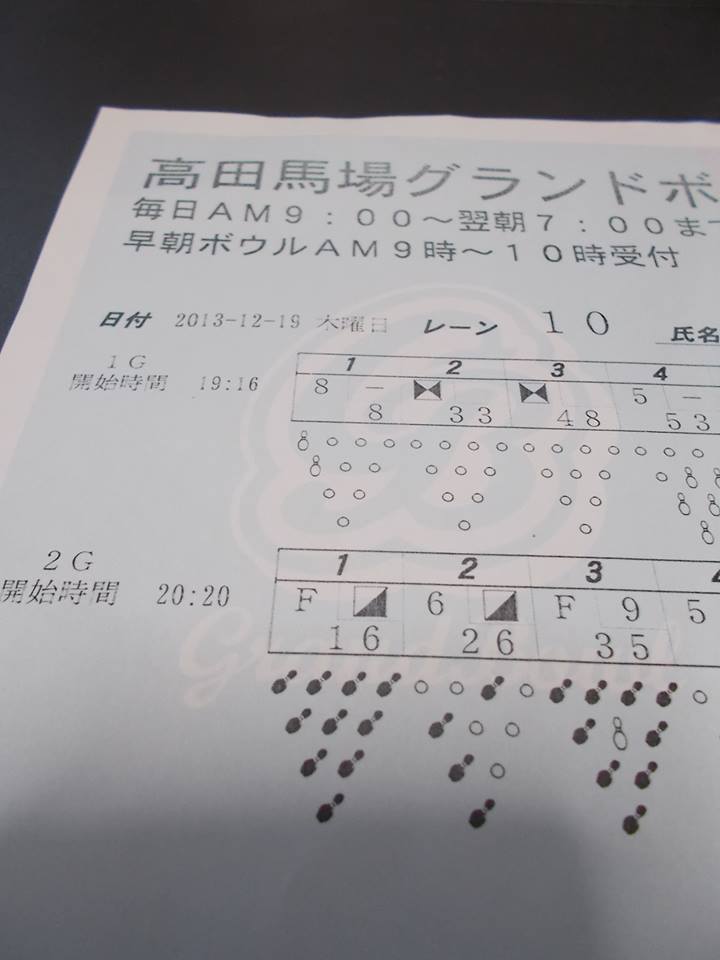 高田馬場グランドボ
毎日AM9:00～翌朝7:00まで
早朝ボウルAM9時～10時受付
日付 2013-12-19 木曜日 レーン 10 氏名
1G
開始時間 19:16
1 2 3 4
8 － 5 －
8 33 48 53
2G
開始時間 20:20
1 2 3
F 6 F 9 5
16 26 35